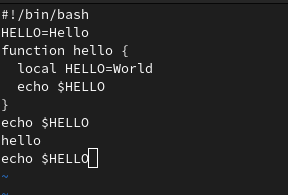 #!/bin/bash
HELLO=Hello
function hello {
  local HELLO=World
  echo $HELLO
}
echo $HELLO
hello
echo $HELLO
~
~